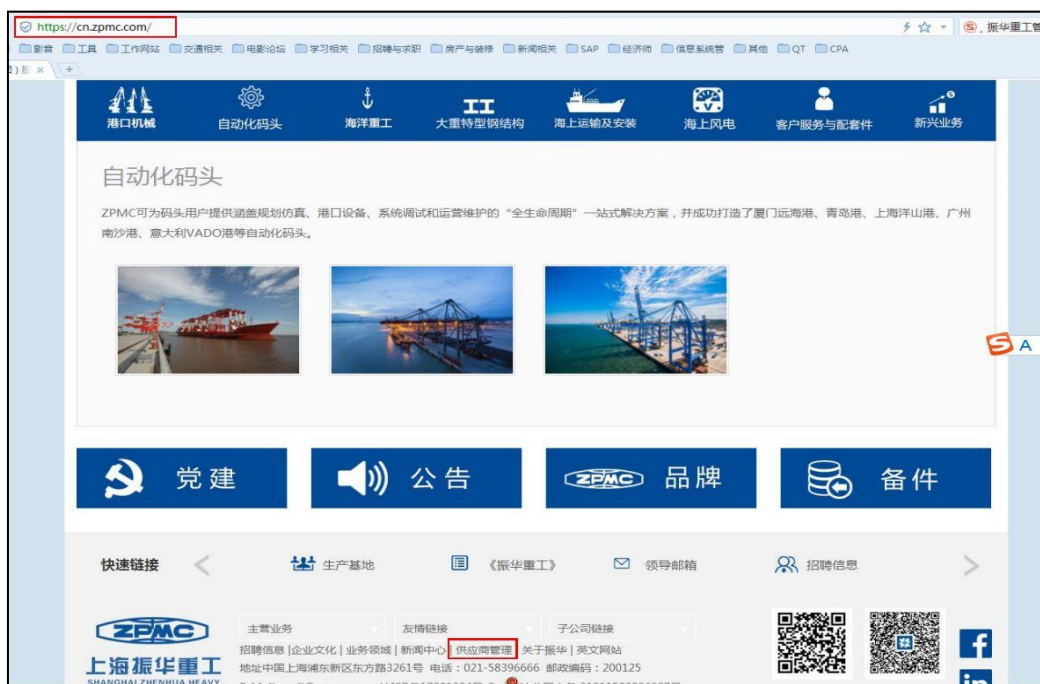 https://cn.zpmc.com/
振华重工管
影音 工具 工作网站 交通相关 电影论坛 学习相关 招聘与求职 房产与装修 新闻相关 SAP 经济师 信息系统管 其他 QT CPA
港口机械 自动化码头 海洋重工 大重特型钢结构 海上运输及安装 海上风电 客户服务与配套件 新兴业务
自动化码头
ZPMC可为码头用户提供涵盖规划仿真、港口设备、系统调试和运营维护的“全生命周期”一站式解决方案,并成功打造了厦门远海港、青岛港、上海洋山港、广州
南沙港、意大利VADO港等自动化码头。
S A
党建 公告 ZPMC 品牌 备件
快速链接 生产基地 《振华重工》 领导邮箱 招聘信息
ZPMC
上海振华重工
SHANGHAI ZHENHUA HEAVY
主营业务 友情链接 子公司链接
招聘信息 |企业文化 | 业务领域 | 新闻中心 | 供应商管理 | 关于振华 | 英文网站
地址中国上海浦东新区东方路3261号 电话:021-58396666 邮政编码:200125
f
in